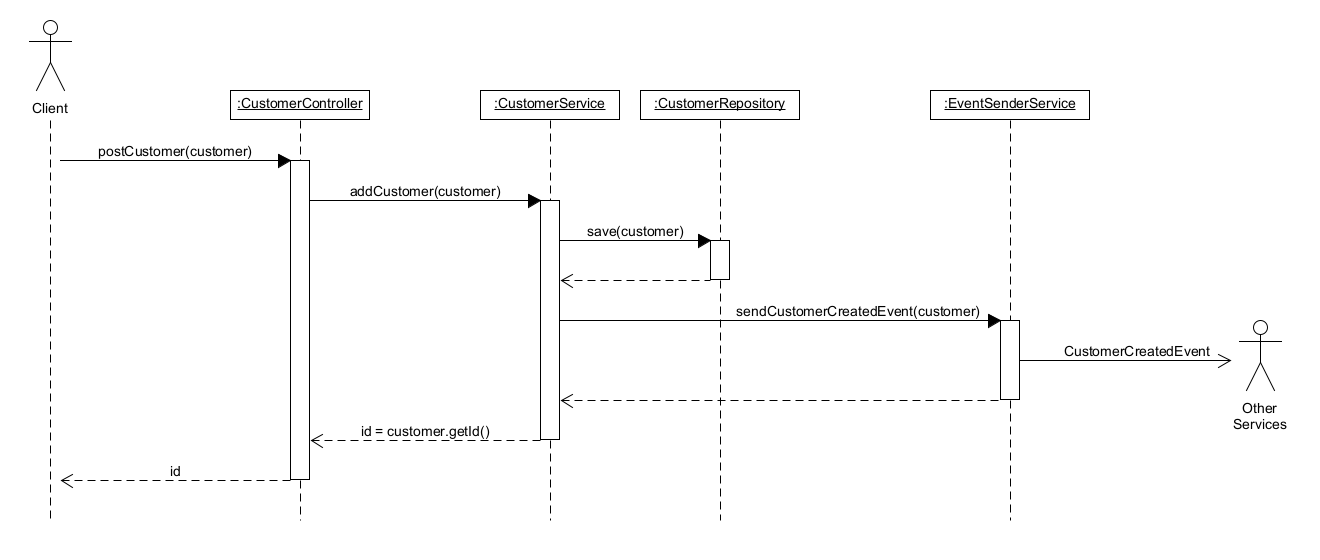 Client
:CustomerController
:CustomerService
:CustomerRepository
:EventSenderService
postCustomer(customer)
addCustomer(customer)
save(customer)
sendCustomerCreatedEvent(customer)
CustomerCreatedEvent
Other
Services
id = customer.getId()
id